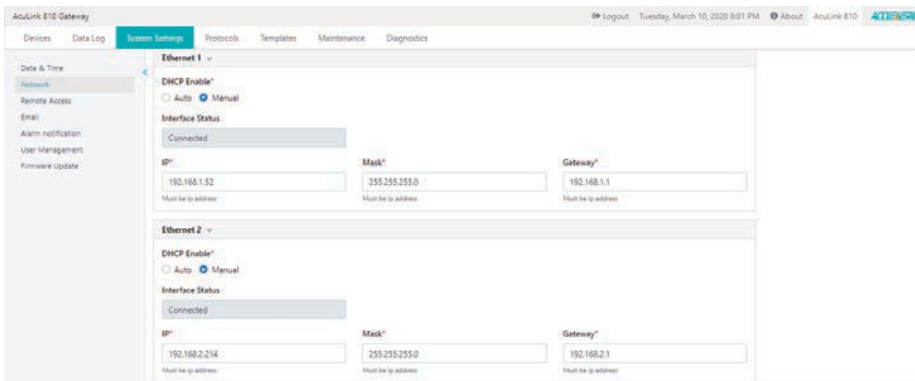 AcuLink 810 Gateway
Logout Tuesday, March 10, 2020 8:01 PM About AcuLink 810 ACCUENERGY
Devices Data Log System Settings Protocols Templates Maintenance Diagnostics
Date & Time
Network
Remote Access
Email
Alarm notification
User Management
Firmware Update
Ethernet 1
DHCP Enable*
Auto Manual
Interface Status
Connected
IP* Mask* Gateway*
192.168.1.52 255.255.255.0 192.168.1.1
Must be ip address Must be ip address Must be ip address
Ethernet 2
DHCP Enable*
Auto Manual
Interface Status
Connected
IP* Mask* Gateway*
192.168.2.214 255.255.255.0 192.168.2.1
Must be ip address Must be ip address Must be ip address